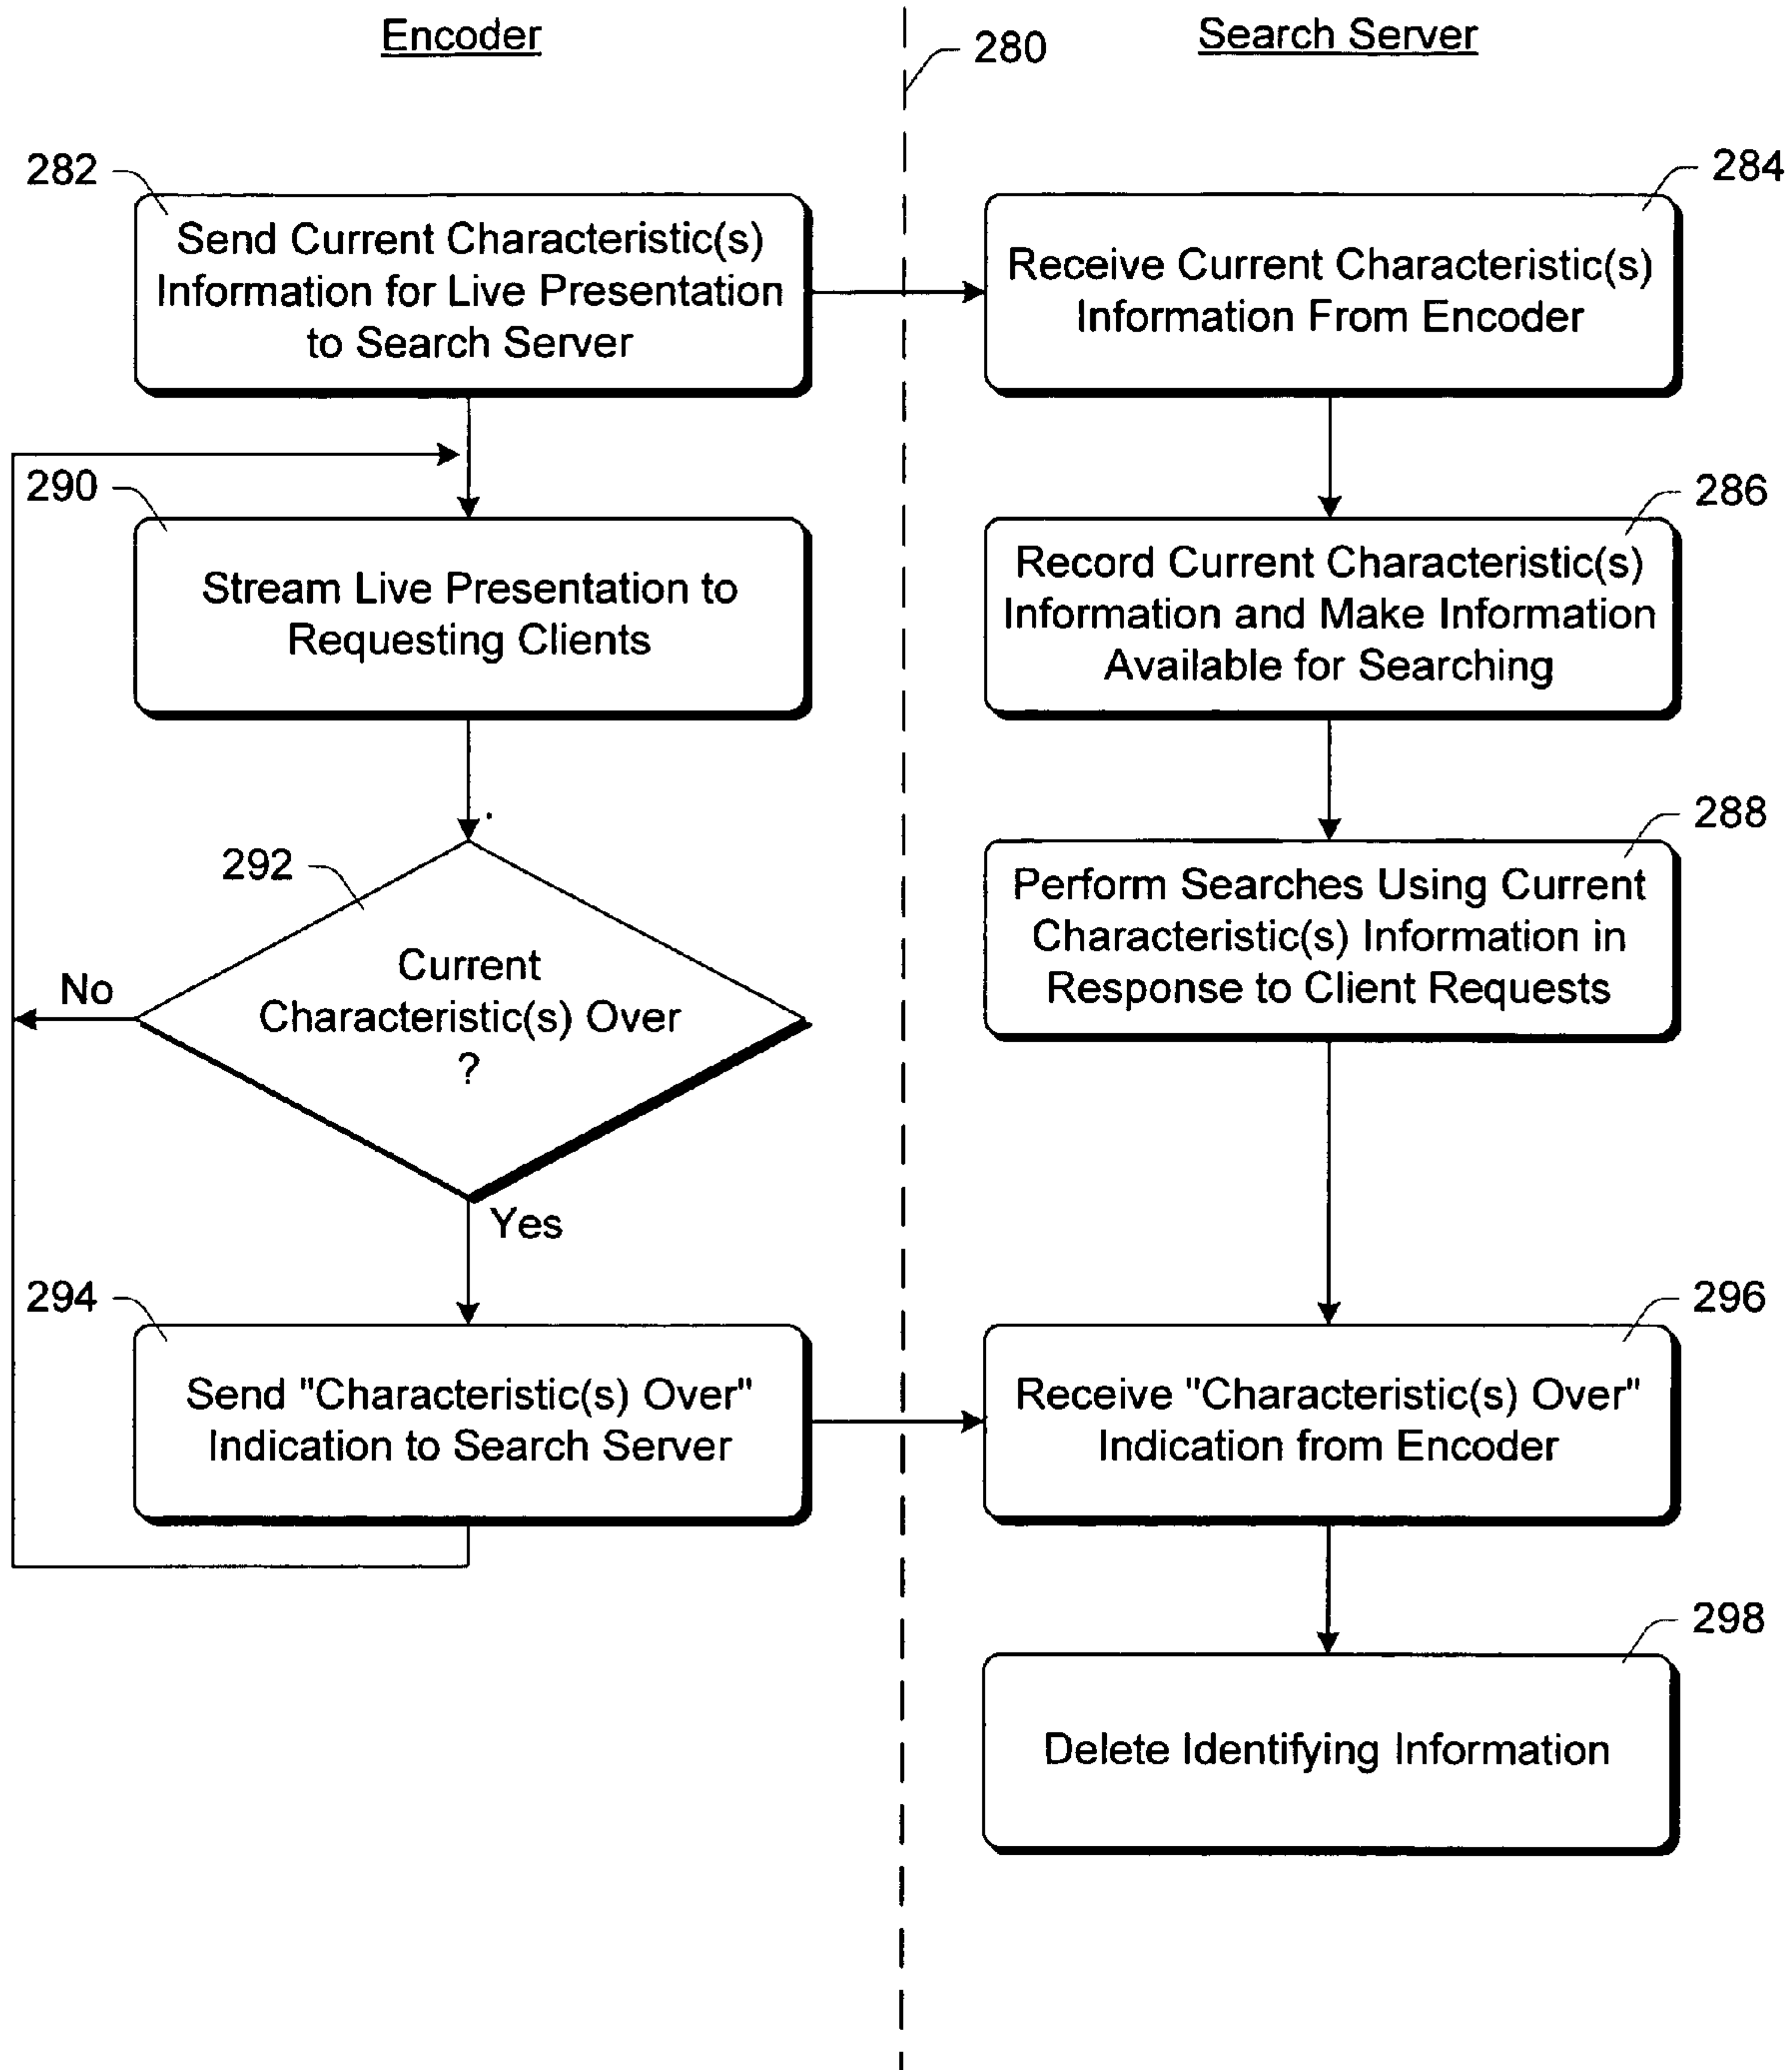 Encoder
280
Search Server
282
Send Current Characteristic(s)
Information for Live Presentation
to Search Server
284
Receive Current Characteristic(s)
Information From Encoder
290
Stream Live Presentation to
Requesting Clients
286
Record Current Characteristic(s)
Information and Make Information
Available for Searching
292
Current
Characteristic(s) Over
?
No
Yes
288
Perform Searches Using Current
Characteristic(s) Information in
Response to Client Requests
294
Send "Characteristic(s) Over"
Indication to Search Server
296
Receive "Characteristic(s) Over"
Indication from Encoder
298
Delete Identifying Information